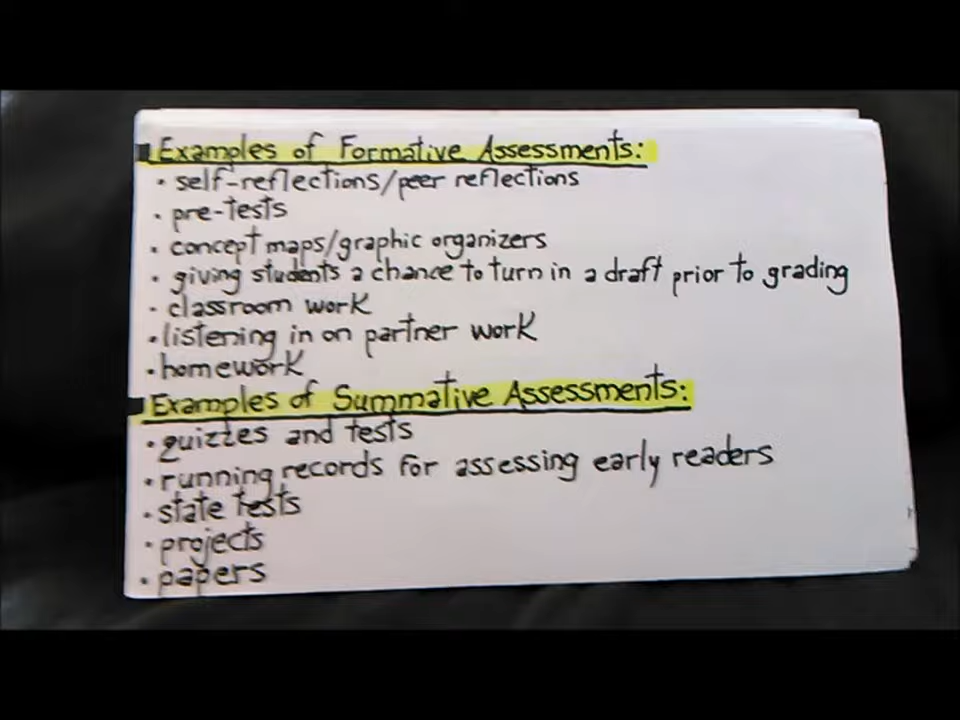 Examples of Formative Assessments:
• self-reflections/peer reflections
• pre-tests
• concept maps/graphic organizers
• giving students a chance to turn in a draft prior to grading
• classroom work
• listening in on partner work
• homework
Examples of Summative Assessments:
• quizzes and tests
• running records for assessing early readers
• state tests
• projects
• papers